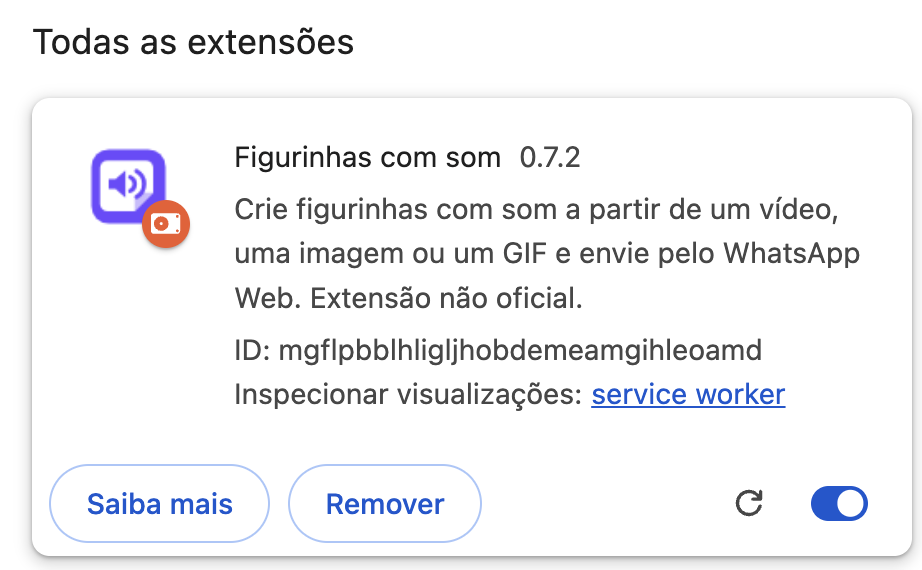 Todas as extensões
Figurinhas com som 0.7.2
Crie figurinhas com som a partir de um vídeo,
uma imagem ou um GIF e envie pelo WhatsApp
Web. Extensão não oficial.
ID: mgflpbblhligljhobdemeamgihleoamd
Inspecionar visualizações: service worker
Saiba mais Remover